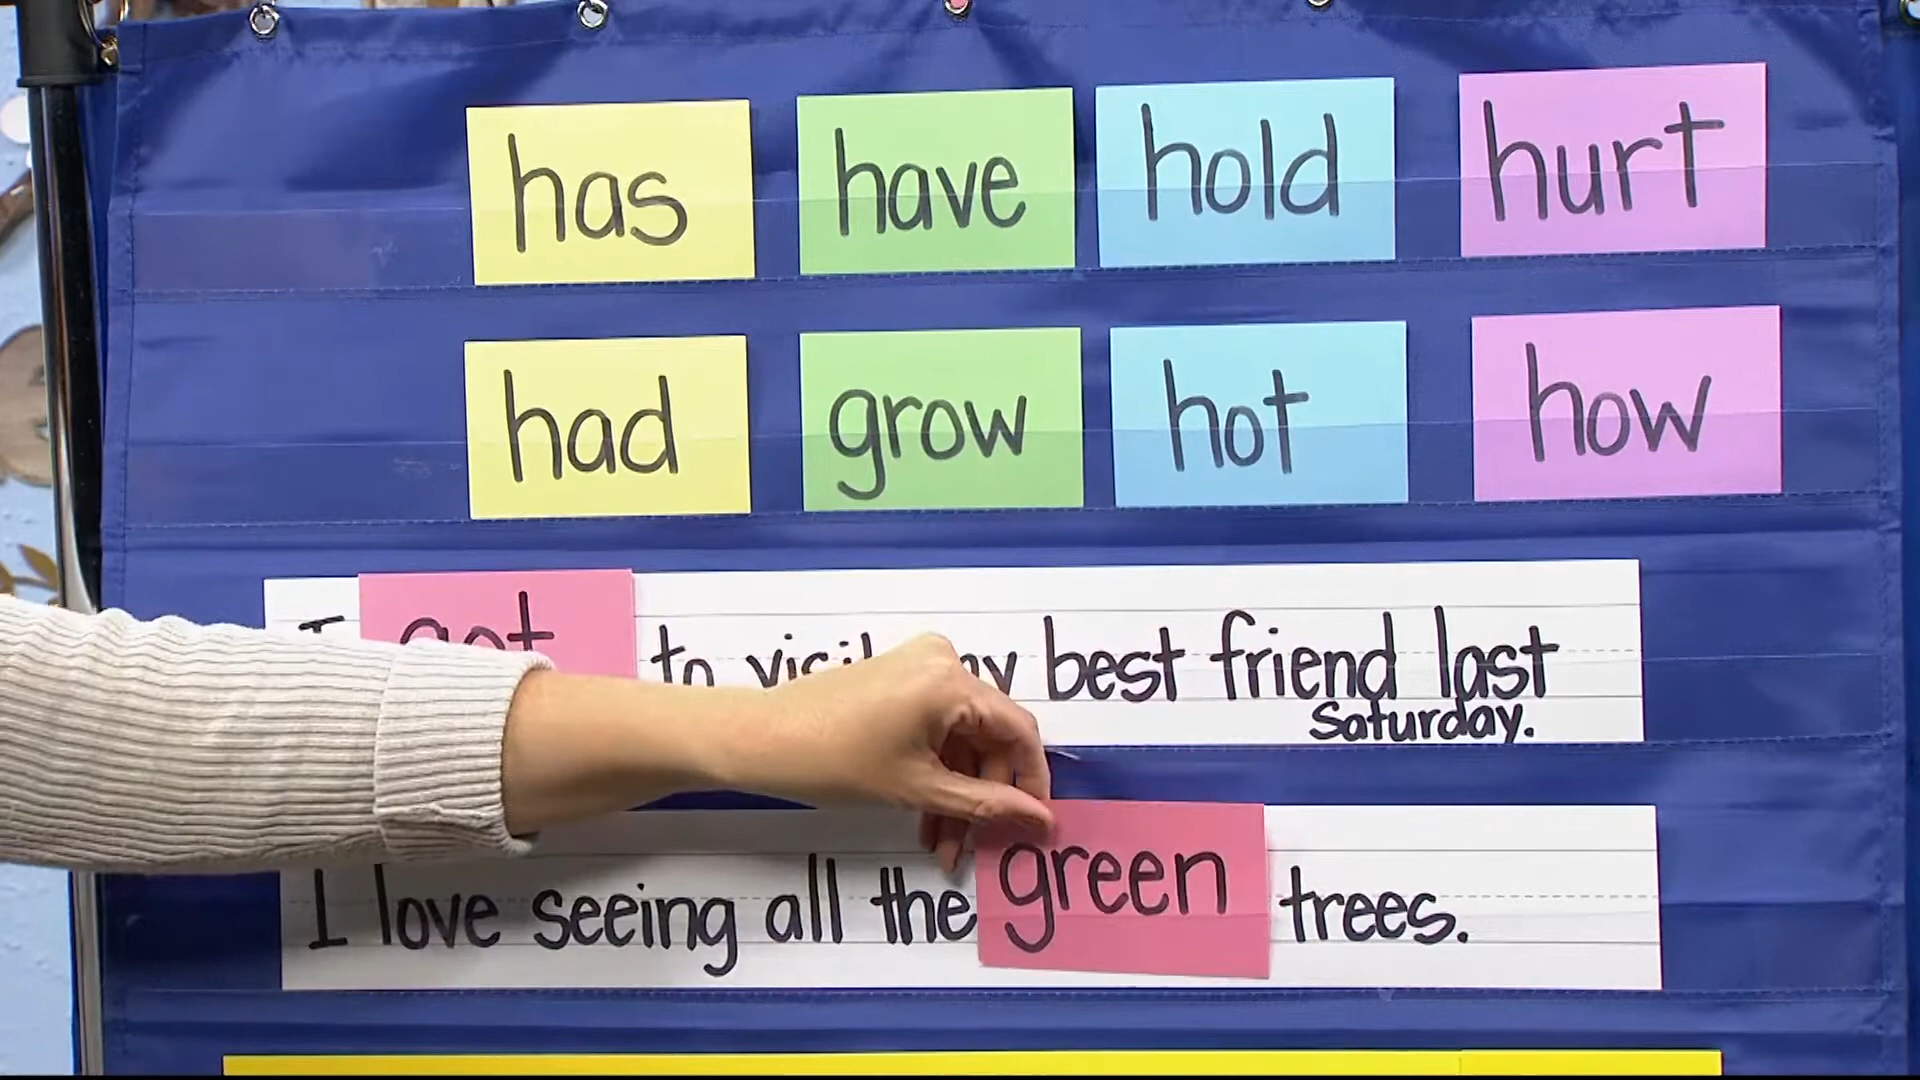 has have hold hurt
had grow hot how
I got to visit my best friend last
Saturday.
I love seeing all the green trees.